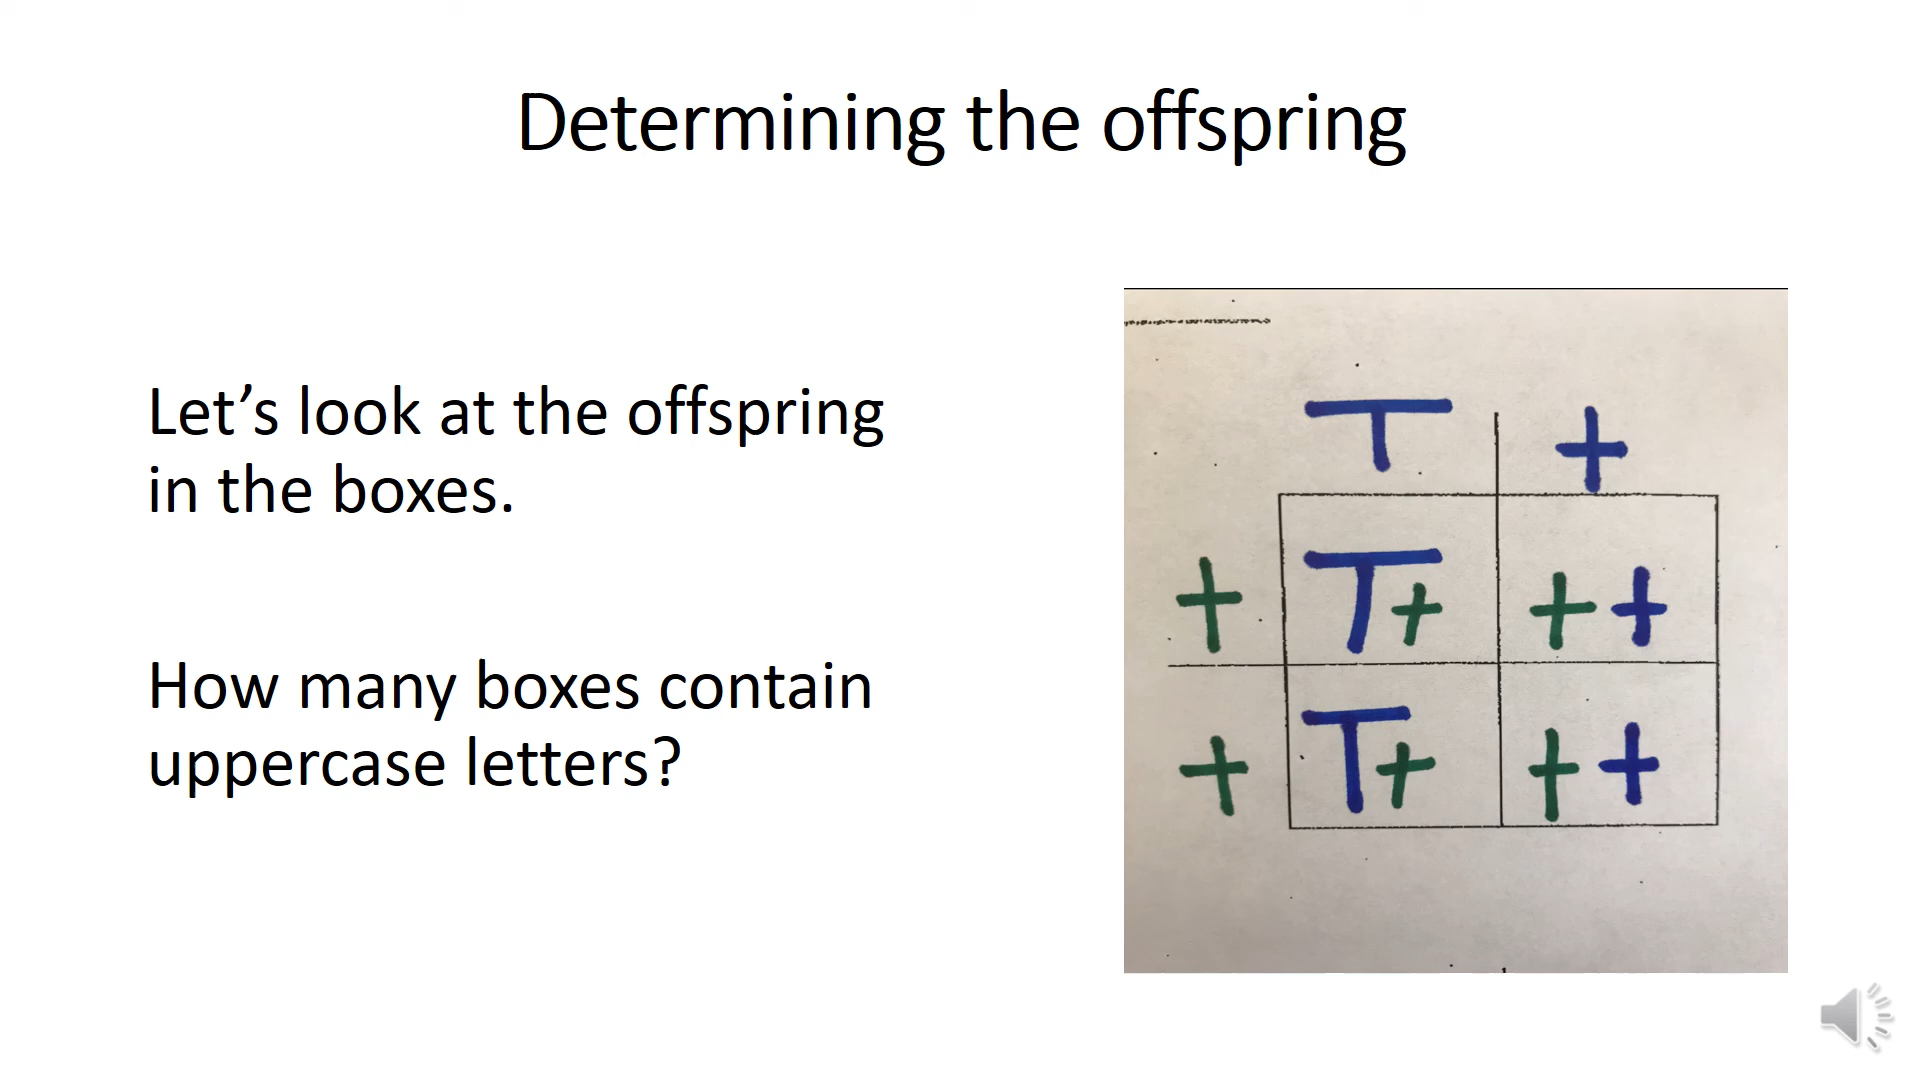 Determining the offspring
Let’s look at the offspring
in the boxes.
How many boxes contain
uppercase letters?
T t
t Tt tt
t Tt tt